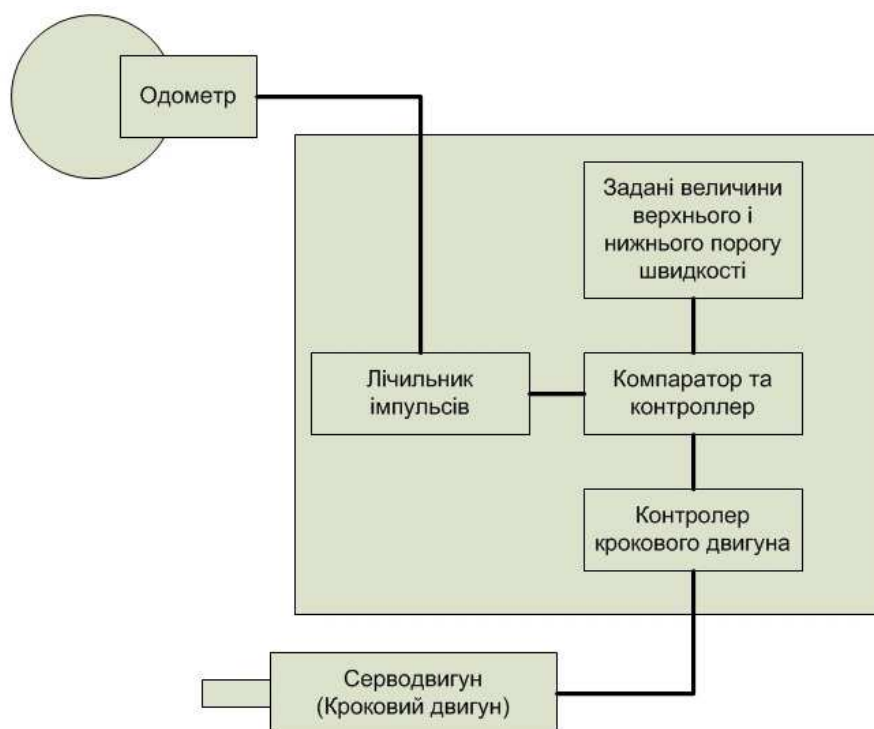 Одометр
Задані величини
верхнього і
нижнього порогу
швидкості
Лічильник
імпульсів
Компаратор та
контроллер
Контролер
крокового двигуна
Серводвигун
(Кроковий двигун)